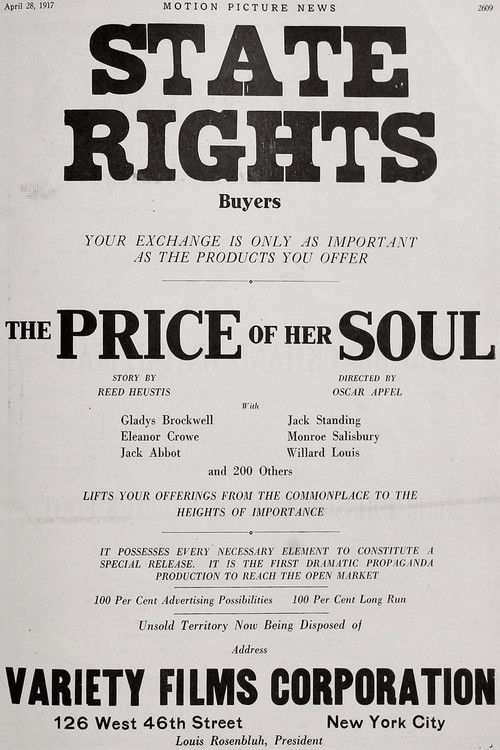 April 28, 1917 MOTION PICTURE NEWS 2609
STATE
RIGHTS
Buyers
YOUR EXCHANGE IS ONLY AS IMPORTANT
AS THE PRODUCTS YOU OFFER
THE PRICE OF HER SOUL
STORY BY DIRECTED BY
REED HEUSTIS OSCAR APFEL
With
Gladys Brockwell Jack Standing
Eleanor Crowe Monroe Salisbury
Jack Abbot Willard Louis
and 200 Others
LIFTS YOUR OFFERINGS FROM THE COMMONPLACE TO THE
HEIGHTS OF IMPORTANCE
IT POSSESSES EVERY NECESSARY ELEMENT TO CONSTITUTE A
SPECIAL RELEASE. IT IS THE FIRST DRAMATIC PROPAGANDA
PRODUCTION TO REACH THE OPEN MARKET
100 Per Cent Advertising Possibilities 100 Per Cent Long Run
Unsold Territory Now Being Disposed of
Address
VARIETY FILMS CORPORATION
126 West 46th Street New York City
Louis Rosenbluh, President